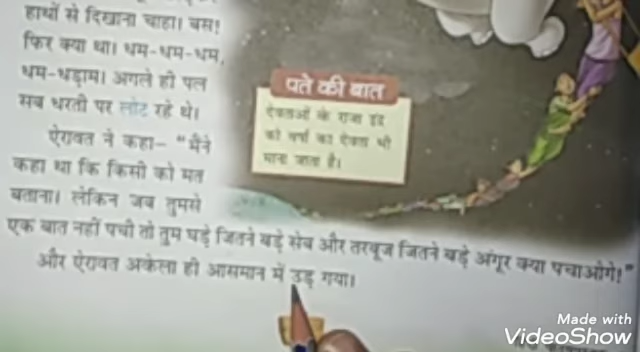 हाथों से दिखाना चाहा। बस!
फिर क्या था। धम-धम-धम,
धम-धड़ाम। अगले ही पल
सब धरती पर लोट रहे थे।
ऐरावत ने कहा- "मैंने
कहा था कि किसी को मत
बताना। लेकिन जब तुमसे
एक बात नहीं पची तो तुम घड़े जितने बड़े सेब और तरबूज जितने बड़े अंगूर क्या पचाओगे!"
और ऐरावत अकेला ही आसमान में उड़ गया।
पते की बात
देवताओं के राजा इंद्र
को वर्षा का देवता भी
माना जाता है।
Made with
VideoShow